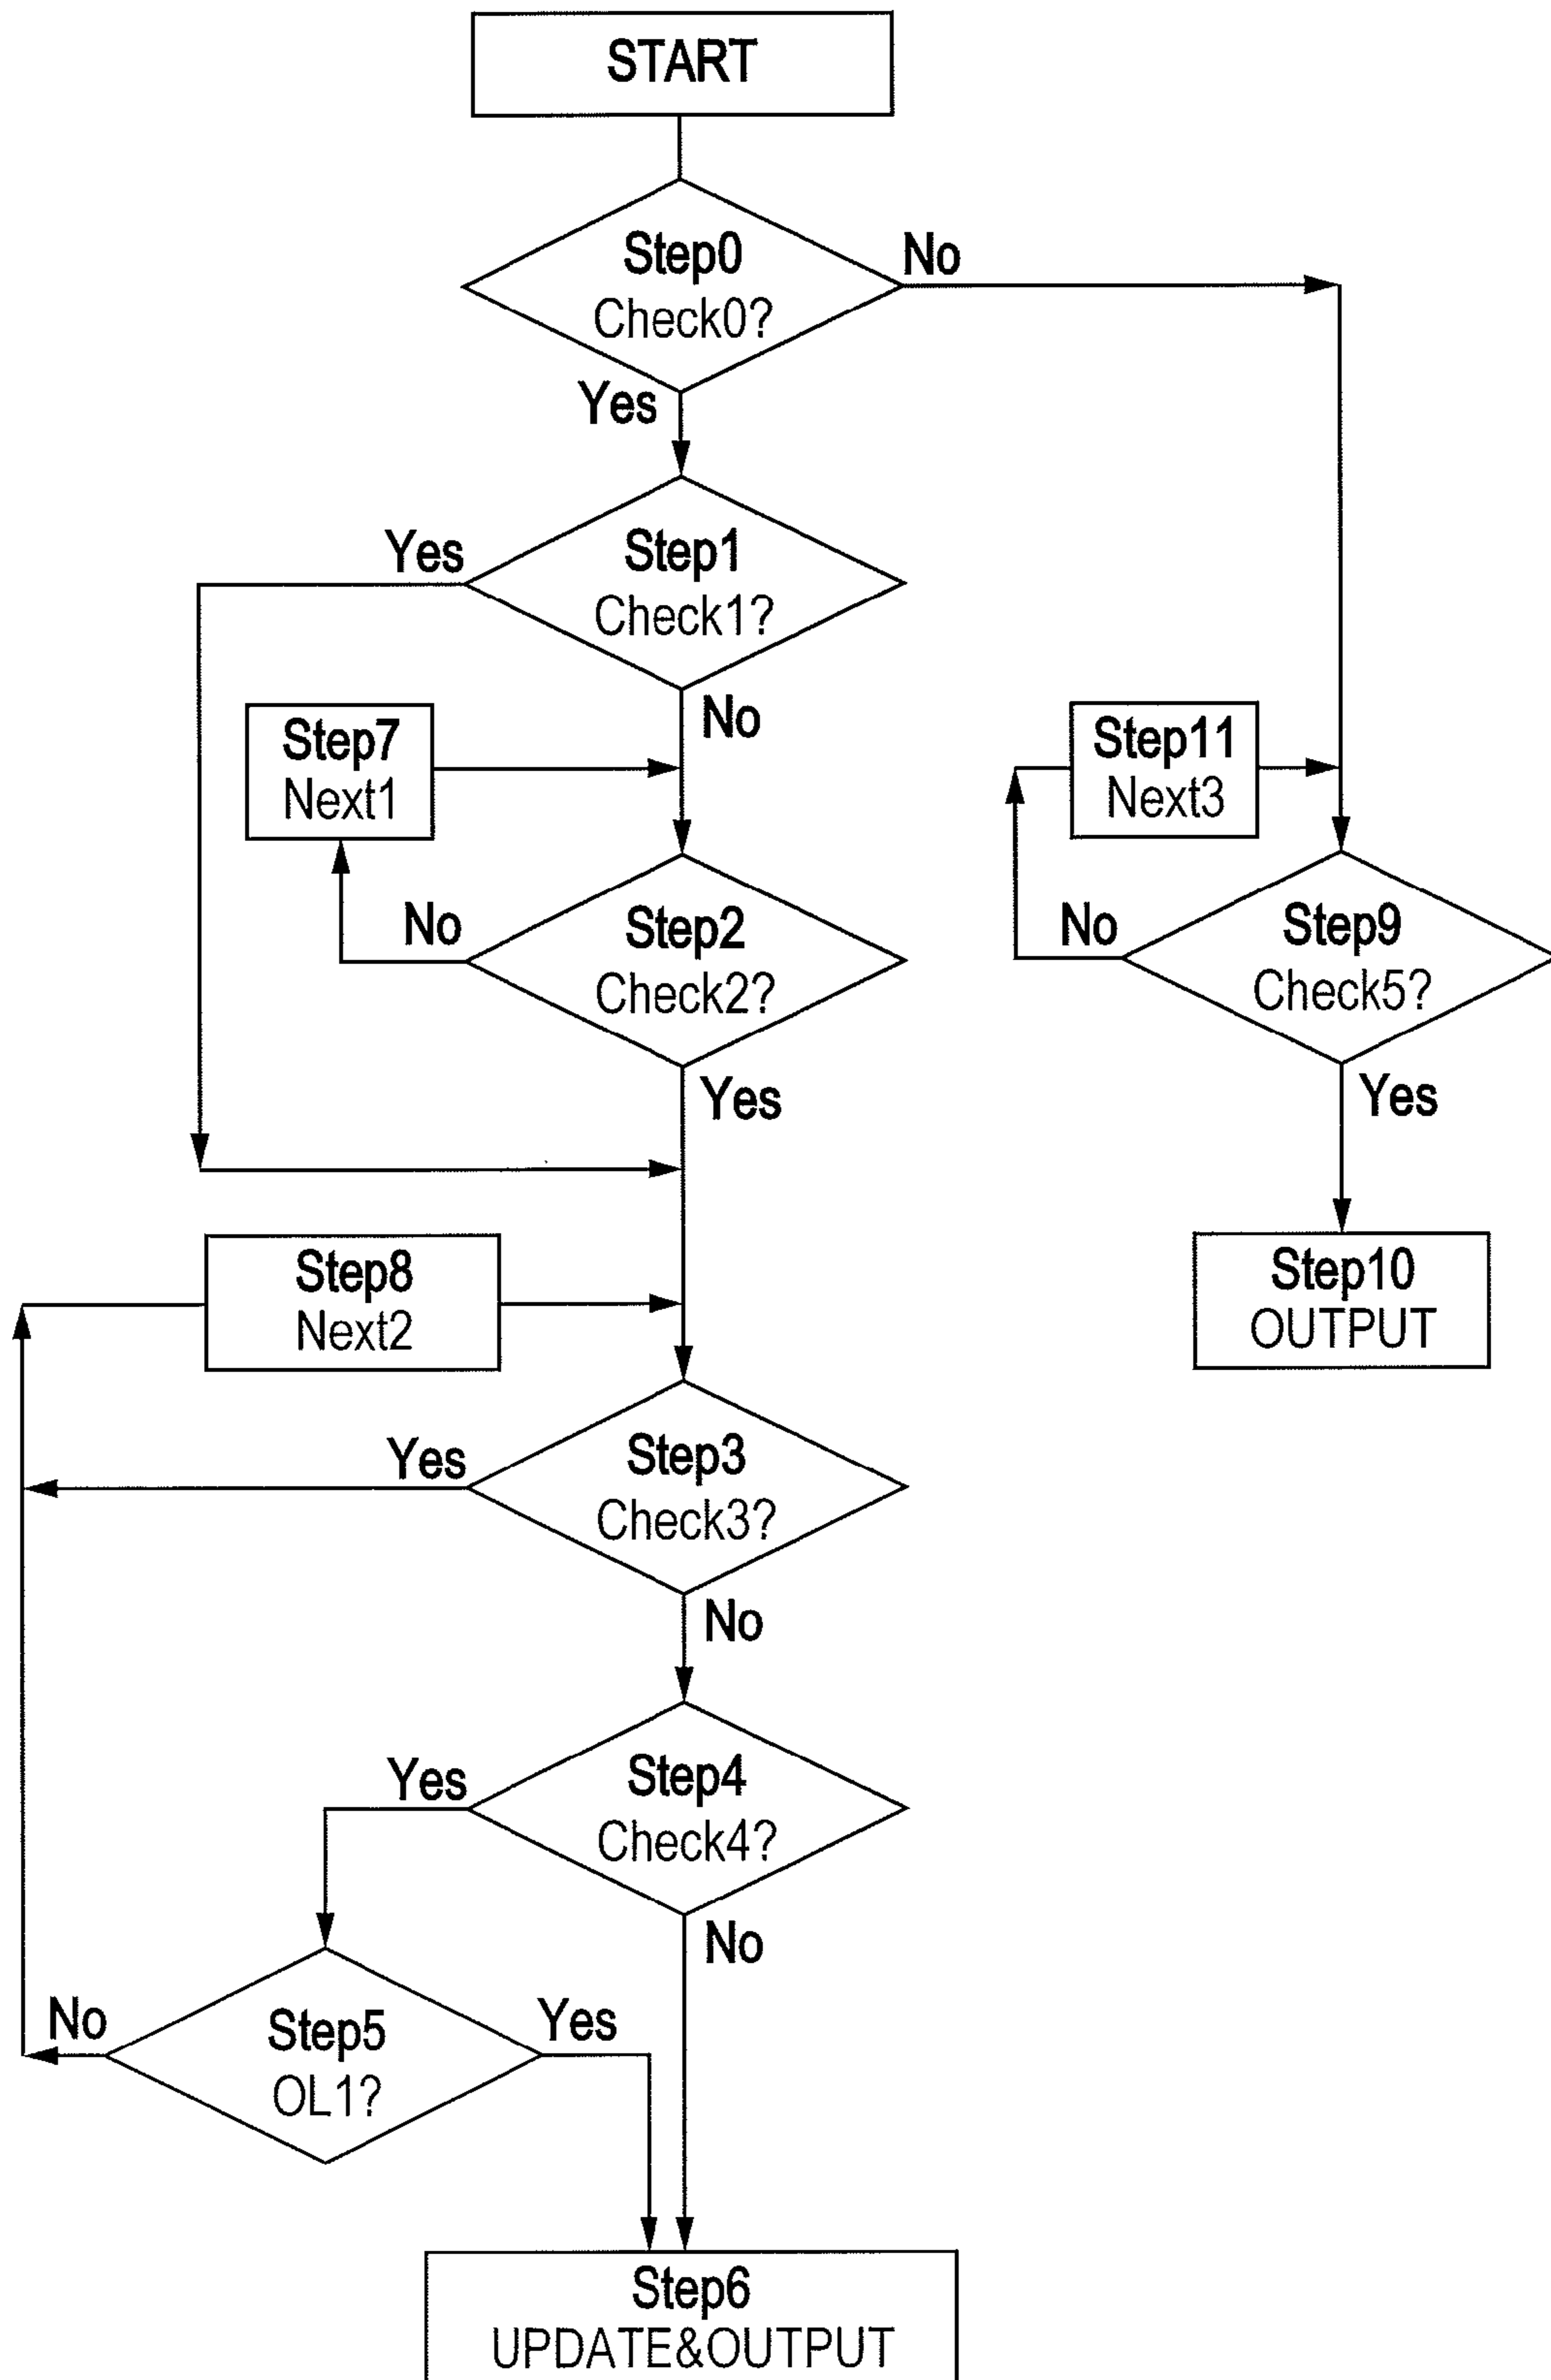 START
Step0
Check0?
No
Yes
Step1
Check1?
Yes
No
Step7
Next1
Step11
Next3
Step2
Check2?
No
Yes
Step9
Check5?
No
Yes
Step8
Next2
Step10
OUTPUT
Step3
Check3?
Yes
No
Step4
Check4?
Yes
No
Step5
OL1?
No
Yes
Step6
UPDATE&OUTPUT